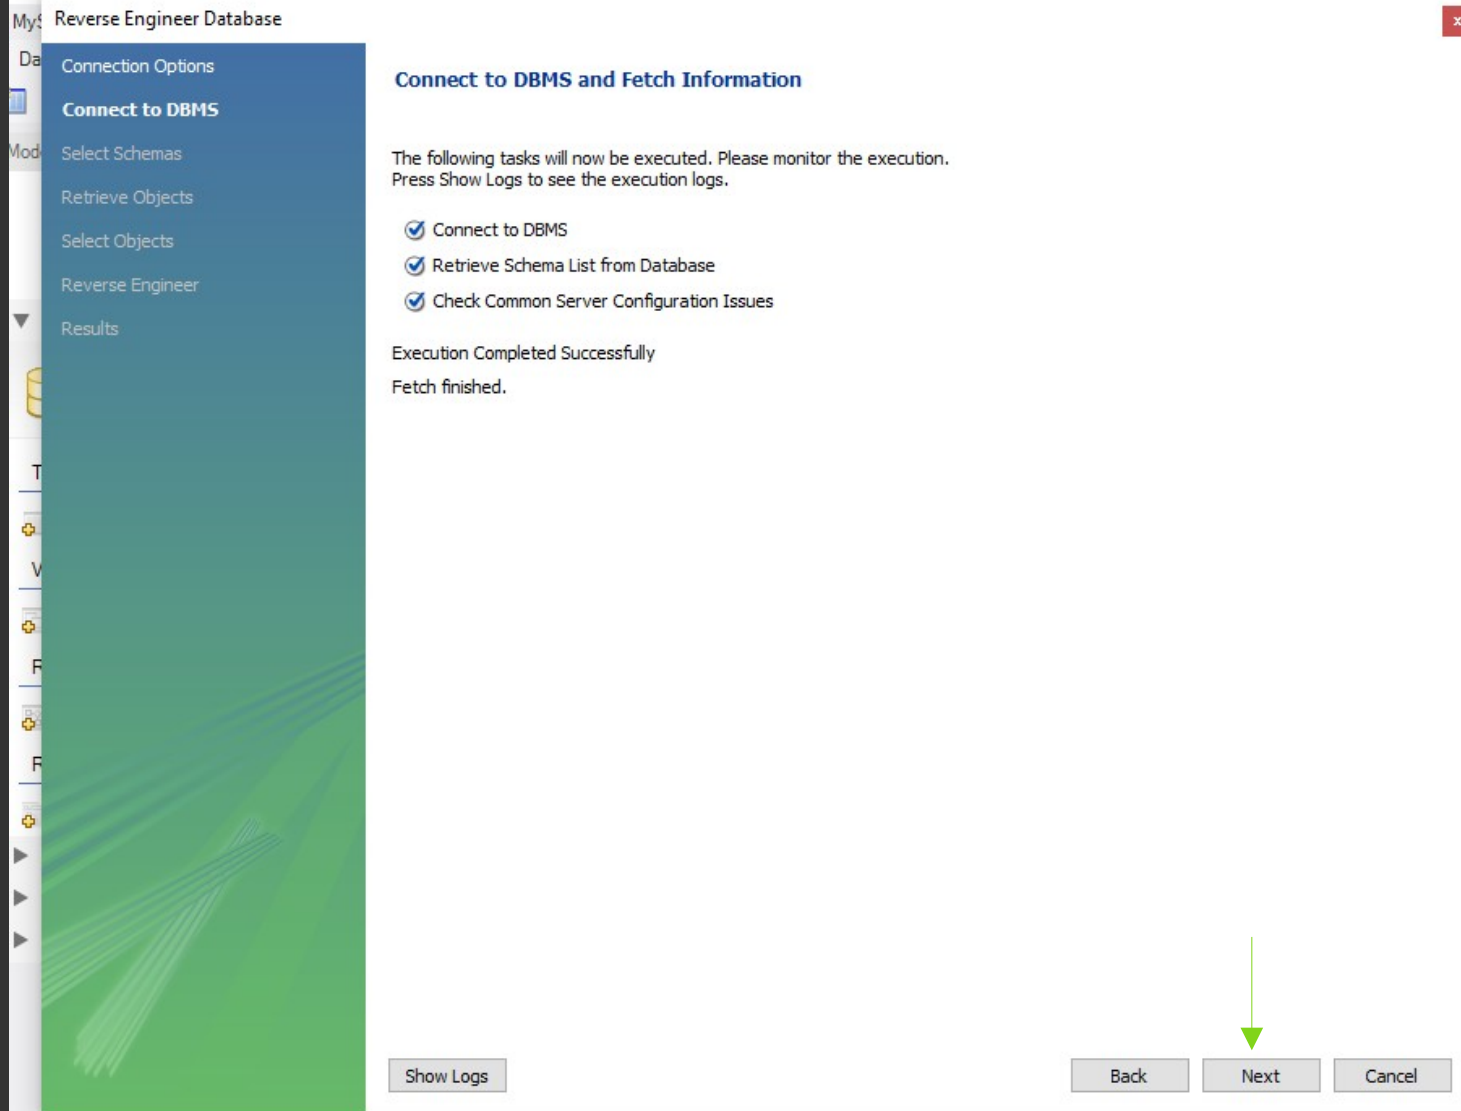 Reverse Engineer Database
Connection Options
Connect to DBMS
Select Schemas
Retrieve Objects
Select Objects
Reverse Engineer
Results
Connect to DBMS and Fetch Information
The following tasks will now be executed. Please monitor the execution.
Press Show Logs to see the execution logs.
Connect to DBMS
Retrieve Schema List from Database
Check Common Server Configuration Issues
Execution Completed Successfully
Fetch finished.
Show Logs
Back
Next
Cancel